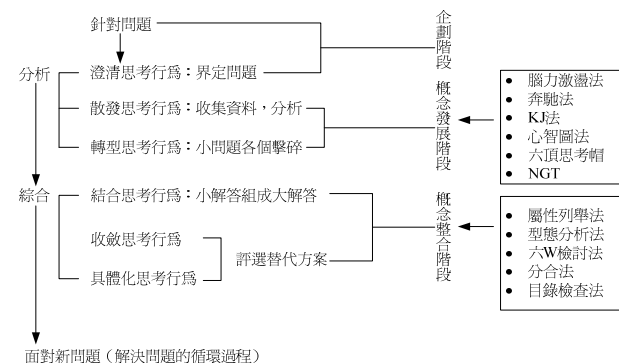 針對問題
企劃階段
分析
澄清思考行為：界定問題
散發思考行為：收集資料，分析
轉型思考行為：小問題各個擊碎
概念發展階段
● 腦力激盪法
● 奔馳法
● KJ法
● 心智圖法
● 六頂思考帽
● NGT
綜合
結合思考行為：小解答組成大解答
收斂思考行為
具體化思考行為
評選替代方案
概念整合階段
● 屬性列舉法
● 型態分析法
● 六W檢討法
● 分合法
● 目錄檢查法
面對新問題（解決問題的循環過程）